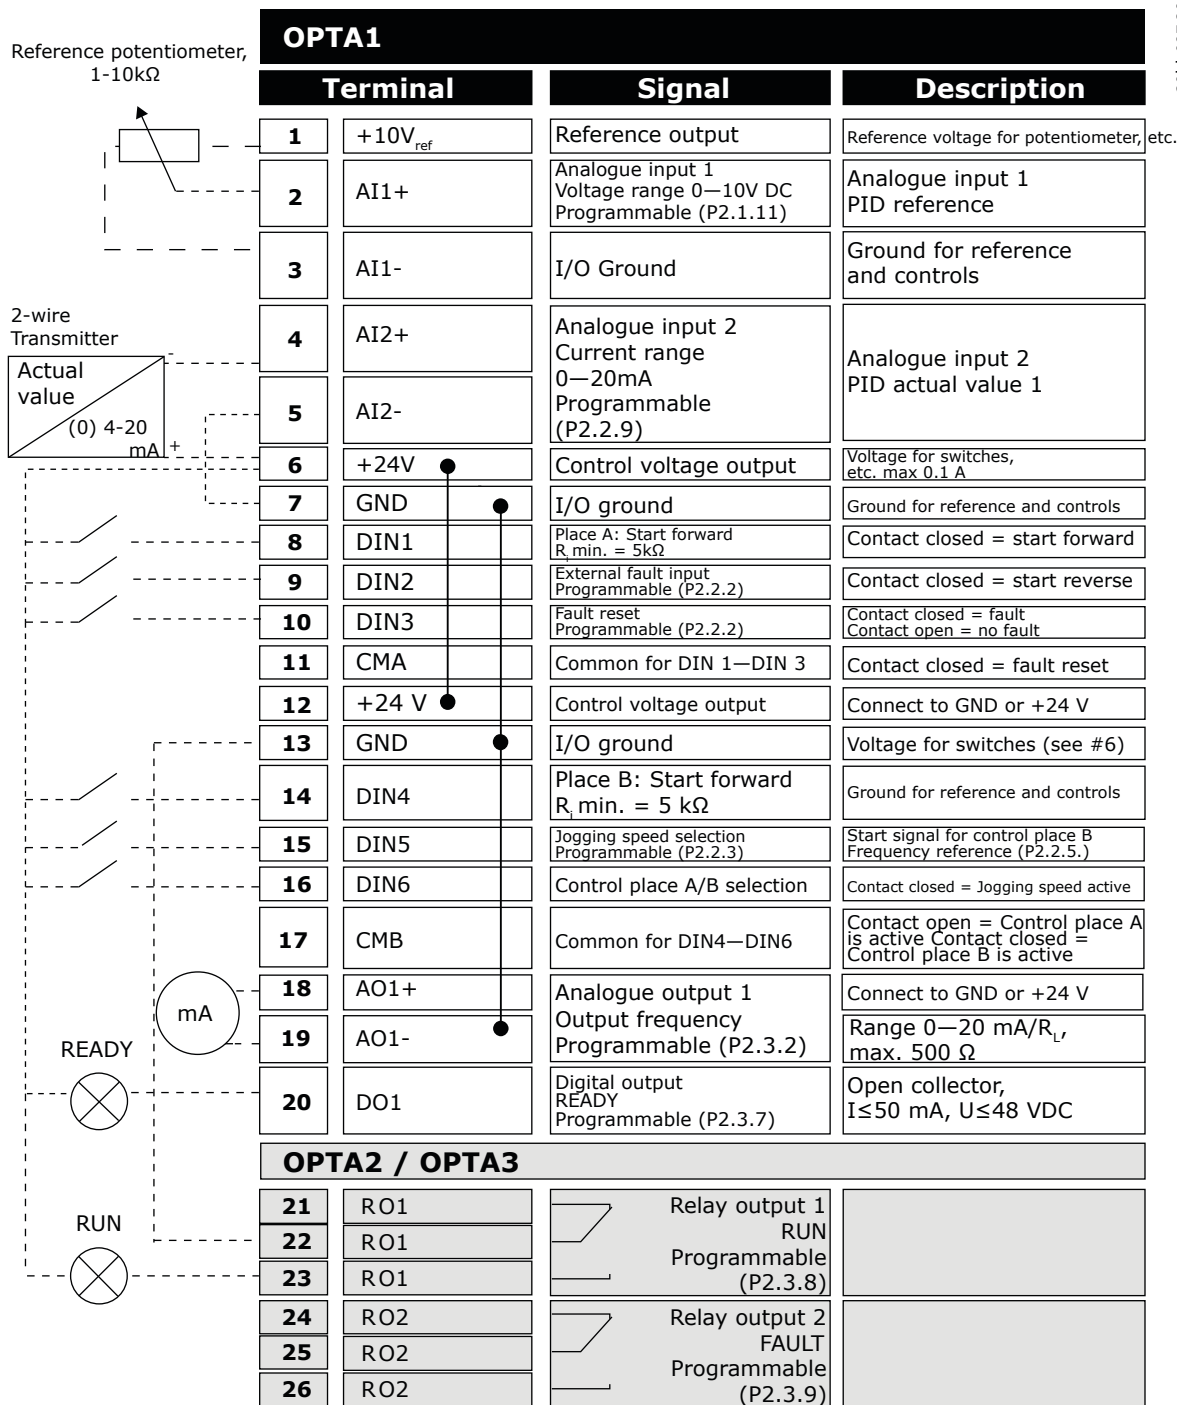 OPTA1
Reference potentiometer,
1-10kΩ
Terminal Signal Description
1 +10Vref Reference output Reference voltage for potentiometer, etc.
2 AI1+ Analogue input 1
Voltage range 0—10V DC
Programmable (P2.1.11)
Analogue input 1
PID reference
3 AI1- I/O Ground Ground for reference
and controls
2-wire
Transmitter
-
Actual
value
(0) 4-20
mA
+
4 AI2+
5 AI2-
Analogue input 2
Current range
0—20mA
Programmable
(P2.2.9)
Analogue input 2
PID actual value 1
6 +24V Control voltage output Voltage for switches,
etc. max 0.1 A
7 GND I/O ground Ground for reference and controls
8 DIN1 Place A: Start forward
Ri min. = 5kΩ
Contact closed = start forward
9 DIN2 External fault input
Programmable (P2.2.2)
Contact closed = start reverse
10 DIN3 Fault reset
Programmable (P2.2.2)
Contact closed = fault
Contact open = no fault
11 CMA Common for DIN 1—DIN 3 Contact closed = fault reset
12 +24 V Control voltage output Connect to GND or +24 V
13 GND I/O ground Voltage for switches (see #6)
14 DIN4 Place B: Start forward
Ri min. = 5 kΩ
Ground for reference and controls
15 DIN5 Jogging speed selection
Programmable (P2.2.3)
Start signal for control place B
Frequency reference (P2.2.5.)
16 DIN6 Control place A/B selection Contact closed = Jogging speed active
17 CMB Common for DIN4—DIN6 Contact open = Control place A
is active Contact closed =
Control place B is active
mA
18 AO1+
19 AO1-
Analogue output 1
Output frequency
Programmable (P2.3.2)
Connect to GND or +24 V
Range 0—20 mA/RL,
max. 500 Ω
READY
20 DO1 Digital output
READY
Programmable (P2.3.7)
Open collector,
I≤50 mA, U≤48 VDC
OPTA2 / OPTA3
RUN
21 RO1
22 RO1
23 RO1
Relay output 1
RUN
Programmable
(P2.3.8)
24 RO2
25 RO2
26 RO2
Relay output 2
FAULT
Programmable
(P2.3.9)